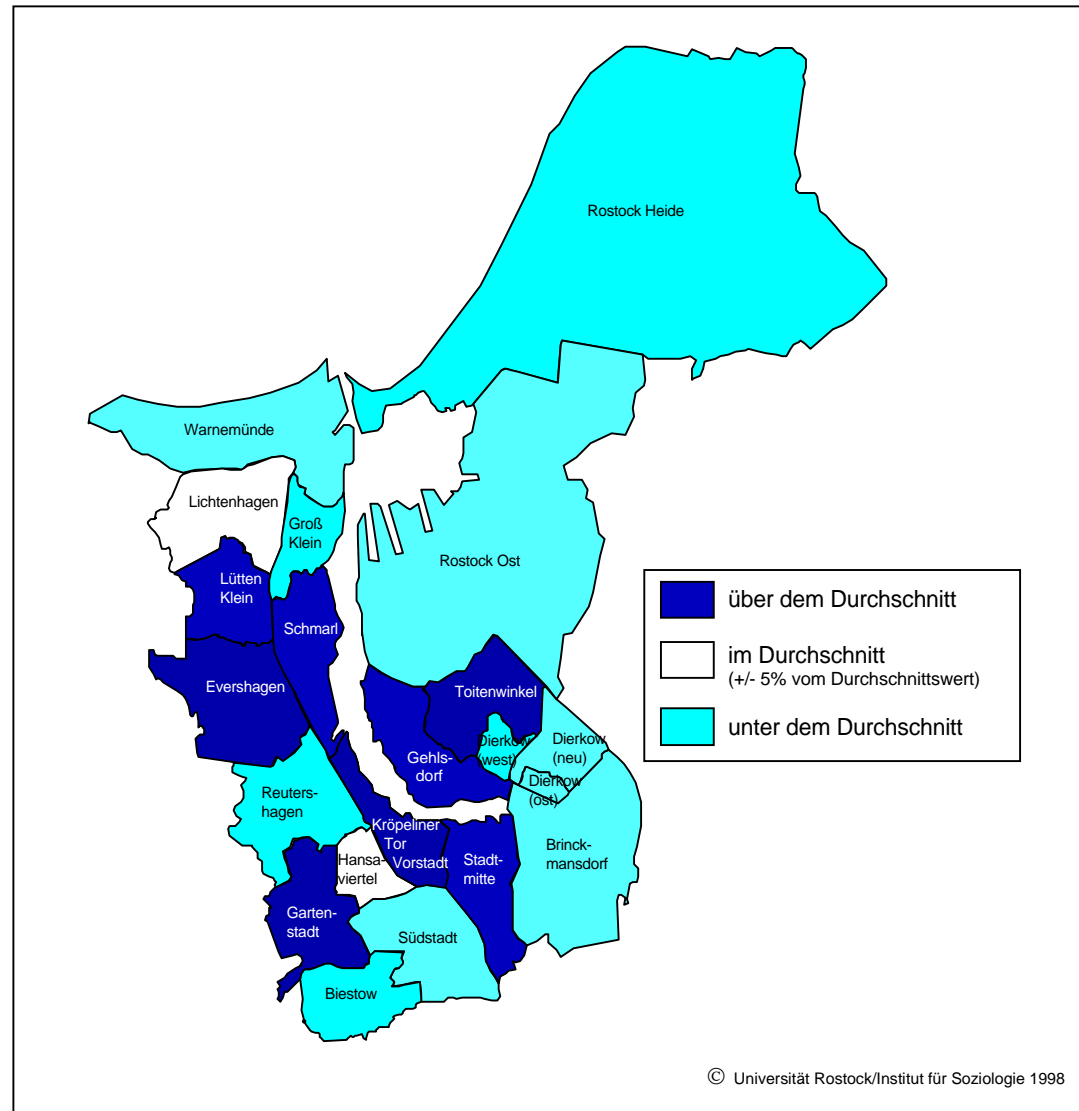 Rostock Heide
Warnemünde
Lichtenhagen
Groß
Klein
Rostock Ost
Lütten
Klein
Schmarl
Evershagen
Toitenwinkel
Dierkow
(west)
Dierkow
(neu)
Gehls-
dorf
Dierkow
(ost)
Reuters-
hagen
Kröpeliner
Tor
Vorstadt
Hansa-
viertel
Stadt-
mitte
Brinck-
mansdorf
Garten-
stadt
Südstadt
Biestow
über dem Durchschnitt
im Durchschnitt
(+/- 5% vom Durchschnittswert)
unter dem Durchschnitt
© Universität Rostock/Institut für Soziologie 1998